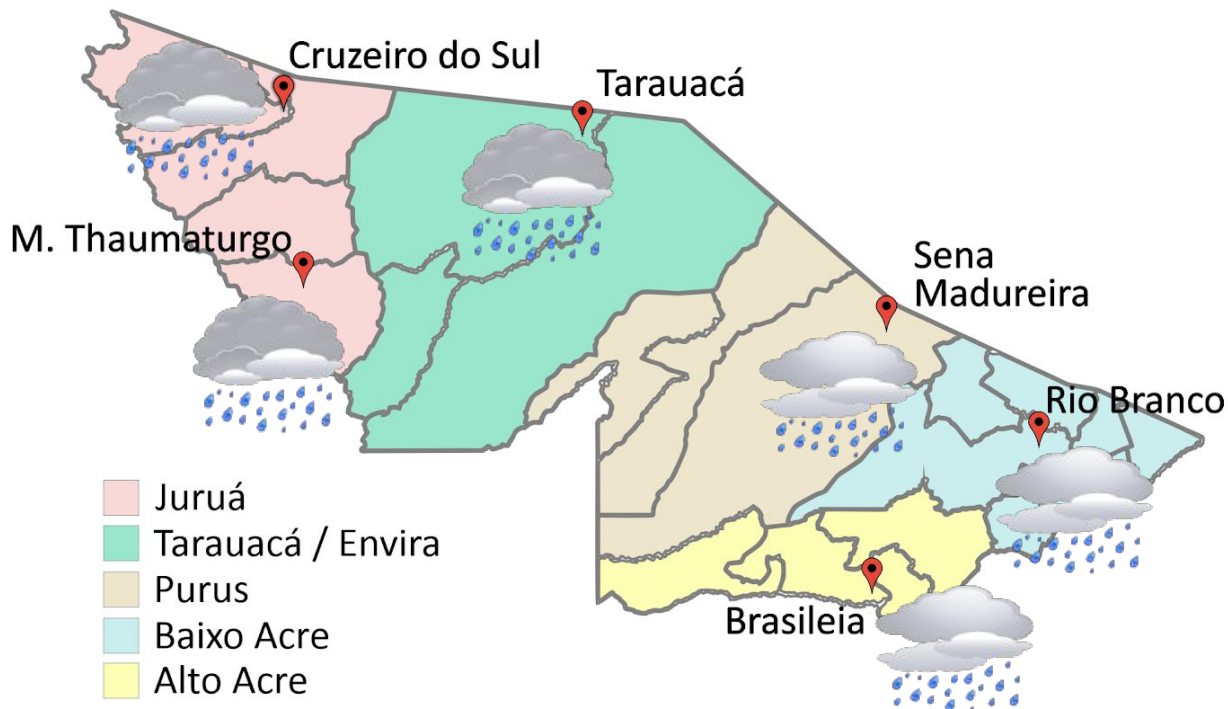 Cruzeiro do Sul
Tarauacá
M. Thaumaturgo
Sena
Madureira
Rio Branco
Brasileia
Juruá
Tarauacá / Envira
Purus
Baixo Acre
Alto Acre